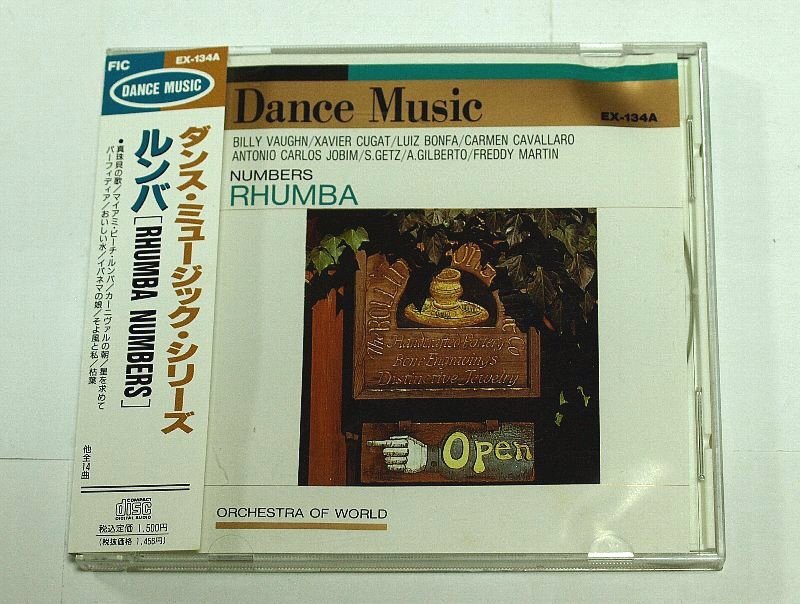 FIC
EX-134A
DANCE MUSIC
ダンス・ミュージック・シリーズ
ルンバ[RHUMBA NUMBERS]
•真珠貝の歌/マイアミ・ビーチ・ルンバ/カーニヴァルの朝/星を求めて
パーフィディア/おいしい水/イパネマの娘/そよ風と私/枯葉
他全14曲
COMPACT
disc
DIGITAL AUDIO
税込定価 1,500円
(税抜価格 1,456円)
Dance Music
EX-134A
BILLY VAUGHN/XAVIER CUGAT/LUIZ BONFA/CARMEN CAVALLARO
ANTONIO CARLOS JOBIM/S.GETZ/A.GILBERTO/FREDDY MARTIN
NUMBERS
RHUMBA
Handcrafted Pottery
Bone Engravings
Distinctive Jewelry
Open
ORCHESTRA OF WORLD